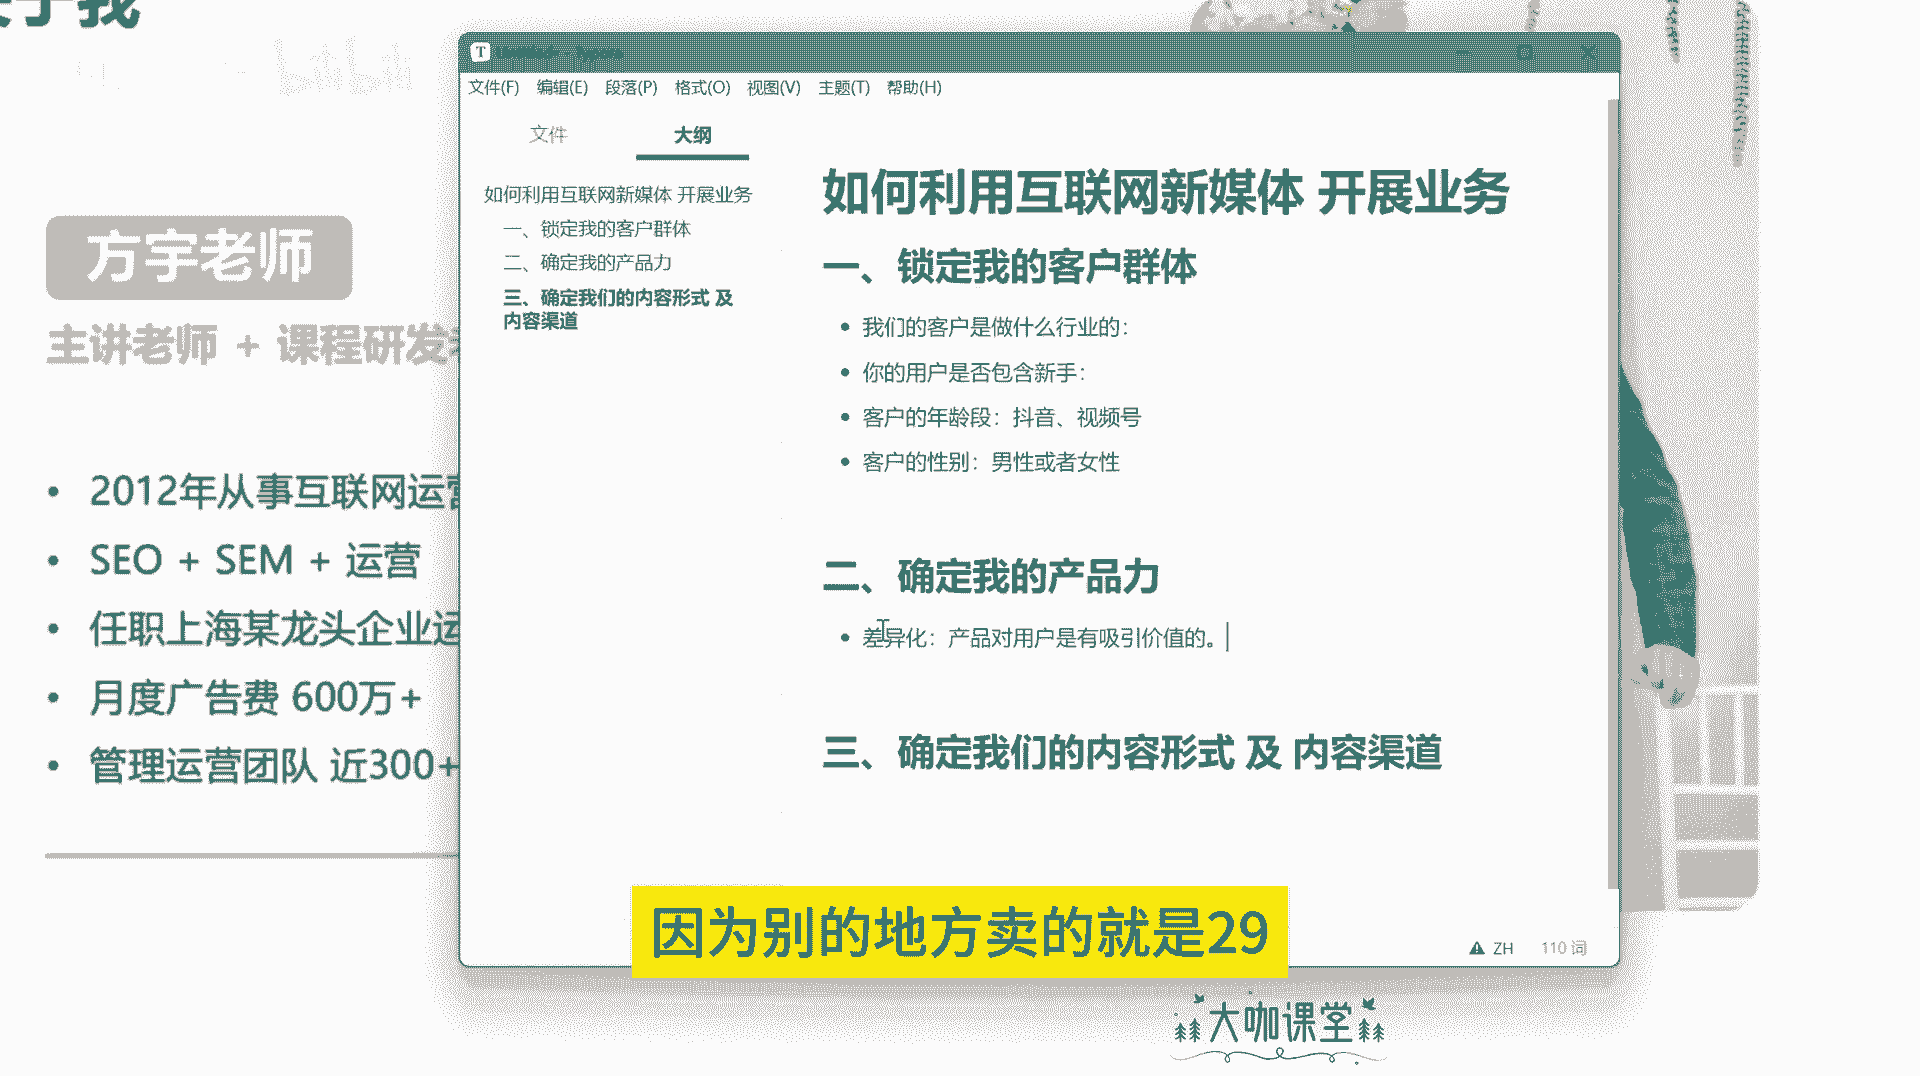 方宇老师
主讲老师 + 课程研发
• 2012年从事互联网运营
• SEO + SEM + 运营
• 任职上海某龙头企业运
• 月度广告费 600万+
• 管理运营团队 近300+
T
文件(F) 编辑(E) 段落(P) 格式(O) 视图(V) 主题(T) 帮助(H)
文件 大纲
如何利用互联网新媒体 开展业务
一、锁定我的客户群体
二、确定我的产品力
三、确定我们的内容形式 及
内容渠道
如何利用互联网新媒体 开展业务
一、锁定我的客户群体
• 我们的客户是做什么行业的：
• 你的用户是否包含新手：
• 客户的年龄段：抖音、视频号
• 客户的性别：男性或者女性
二、确定我的产品力
• 差异化：产品对用户是有吸引价值的。
三、确定我们的内容形式 及 内容渠道
ZH 110 词
因为别的地方卖的就是29
大咖课堂